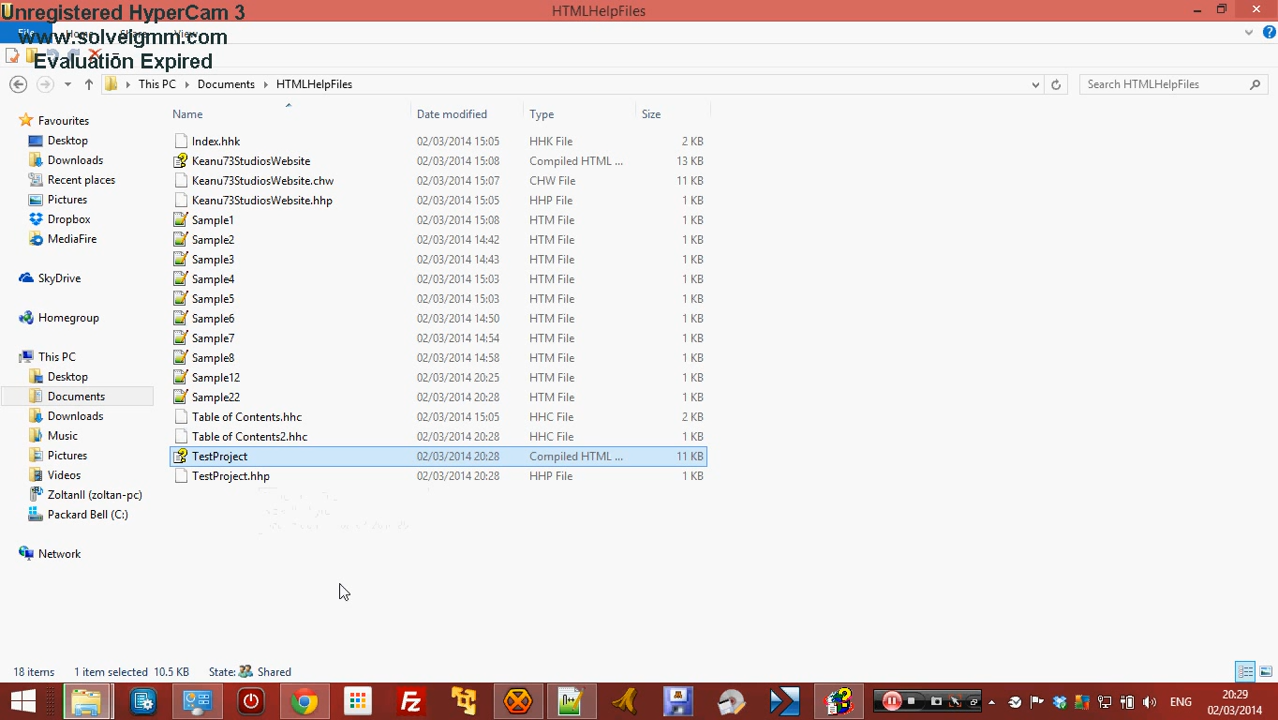 Unregistered HyperCam 3
HTMLHelpFiles
File
Home
Share
View
www.solveigmm.com
Evaluation Expired
This PC
Documents
HTMLHelpFiles
Search HTMLHelpFiles
Name
Date modified
Type
Size
Favourites
Desktop
Downloads
Recent places
Pictures
Dropbox
MediaFire
SkyDrive
Homegroup
This PC
Desktop
Documents
Downloads
Music
Pictures
Videos
ZoltanII (zoltan-pc)
Packard Bell (C:)
Network
Index.hhk 02/03/2014 15:05 HHK File 2 KB
Keanu73StudiosWebsite 02/03/2014 15:08 Compiled HTML ... 13 KB
Keanu73StudiosWebsite.chw 02/03/2014 15:07 CHW File 11 KB
Keanu73StudiosWebsite.hhp 02/03/2014 15:05 HHP File 1 KB
Sample1 02/03/2014 15:08 HTM File 1 KB
Sample2 02/03/2014 14:42 HTM File 1 KB
Sample3 02/03/2014 14:43 HTM File 1 KB
Sample4 02/03/2014 15:03 HTM File 1 KB
Sample5 02/03/2014 15:03 HTM File 1 KB
Sample6 02/03/2014 14:50 HTM File 1 KB
Sample7 02/03/2014 14:54 HTM File 1 KB
Sample8 02/03/2014 14:58 HTM File 1 KB
Sample12 02/03/2014 20:25 HTM File 1 KB
Sample22 02/03/2014 20:28 HTM File 1 KB
Table of Contents.hhc 02/03/2014 15:05 HHC File 2 KB
Table of Contents2.hhc 02/03/2014 20:28 HHC File 1 KB
TestProject 02/03/2014 20:28 Compiled HTML ... 11 KB
TestProject.hhp 02/03/2014 20:28 HHP File 1 KB
18 items 1 item selected 10.5 KB State: Shared
ENG
20:29
02/03/2014